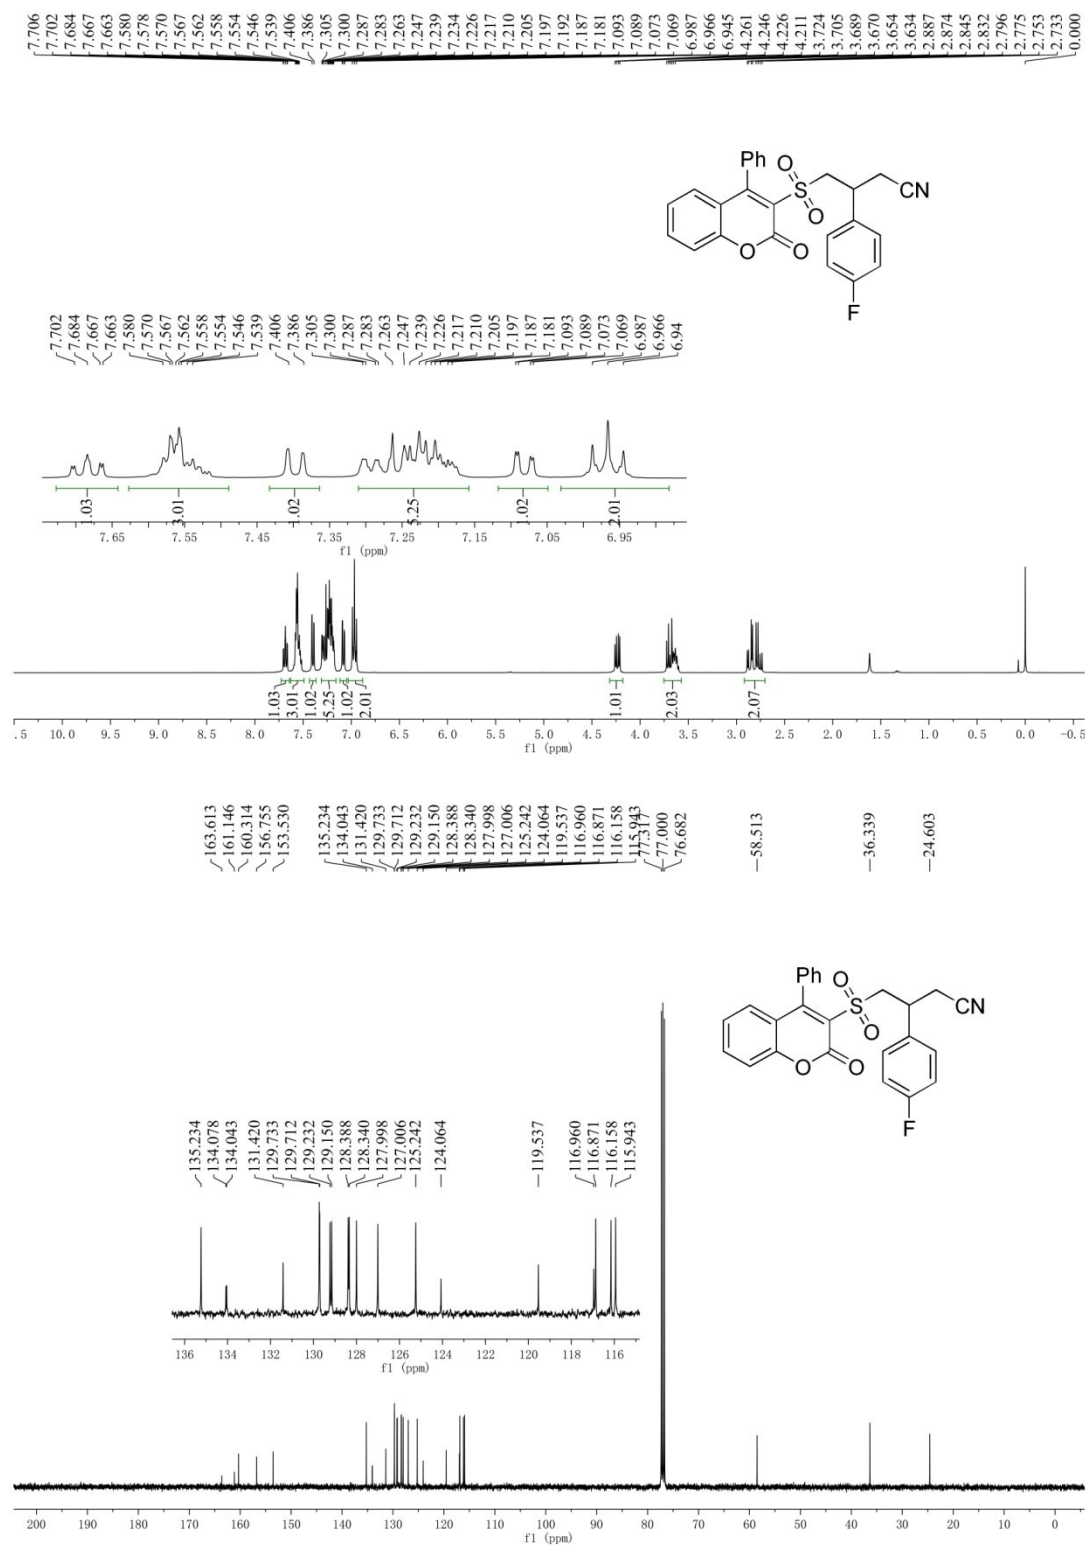 7.706 7.702 7.684 7.667 7.663 7.580 7.578 7.570 7.567 7.562 7.558 7.554 7.546 7.539 7.406 7.386 7.305 7.300 7.287 7.283 7.263 7.247 7.239 7.234 7.226 7.217 7.210 7.205 7.197 7.192 7.187 7.181 7.093 7.089 7.073 7.069 6.987 6.966 6.945 4.261 4.246 4.226 4.211 3.724 3.705 3.689 3.670 3.654 3.634 2.887 2.874 2.845 2.832 2.796 2.775 2.753 2.733 0.000
Ph
O
S
CN
O
O
O
F
7.702 7.684 7.667 7.663 7.580 7.570 7.567 7.562 7.558 7.554 7.546 7.539 7.406 7.386 7.305 7.300 7.287 7.283 7.263 7.247 7.239 7.226 7.217 7.210 7.205 7.197 7.187 7.181 7.093 7.089 7.073 7.069 6.987 6.966 6.94
1.03 3.01 1.02 5.25 1.02 2.01
7.65 7.55 7.45 7.35 7.25 7.15 7.05 6.95
f1 (ppm)
1.03 3.01 1.02 5.25 1.02 2.01 1.01 2.03 2.07
.5 10.0 9.5 9.0 8.5 8.0 7.5 7.0 6.5 6.0 5.5 5.0 4.5 4.0 3.5 3.0 2.5 2.0 1.5 1.0 0.5 0.0 -0.5
f1 (ppm)
163.613 161.146 160.314 156.755 153.530 135.234 134.043 131.420 129.733 129.712 129.232 129.150 128.388 128.340 127.998 127.006 125.242 124.064 119.537 116.960 116.871 116.158 115.943 77.317 77.000 76.682 58.513 36.339 24.603
Ph
O
S
CN
O
O
O
F
135.234 134.078 134.043 131.420 129.733 129.712 129.232 129.150 128.388 128.340 127.998 127.006 125.242 124.064 119.537 116.960 116.871 116.158 115.943
136 134 132 130 128 126 124 122 120 118 116
f1 (ppm)
200 190 180 170 160 150 140 130 120 110 100 90 80 70 60 50 40 30 20 10 0
f1 (ppm)